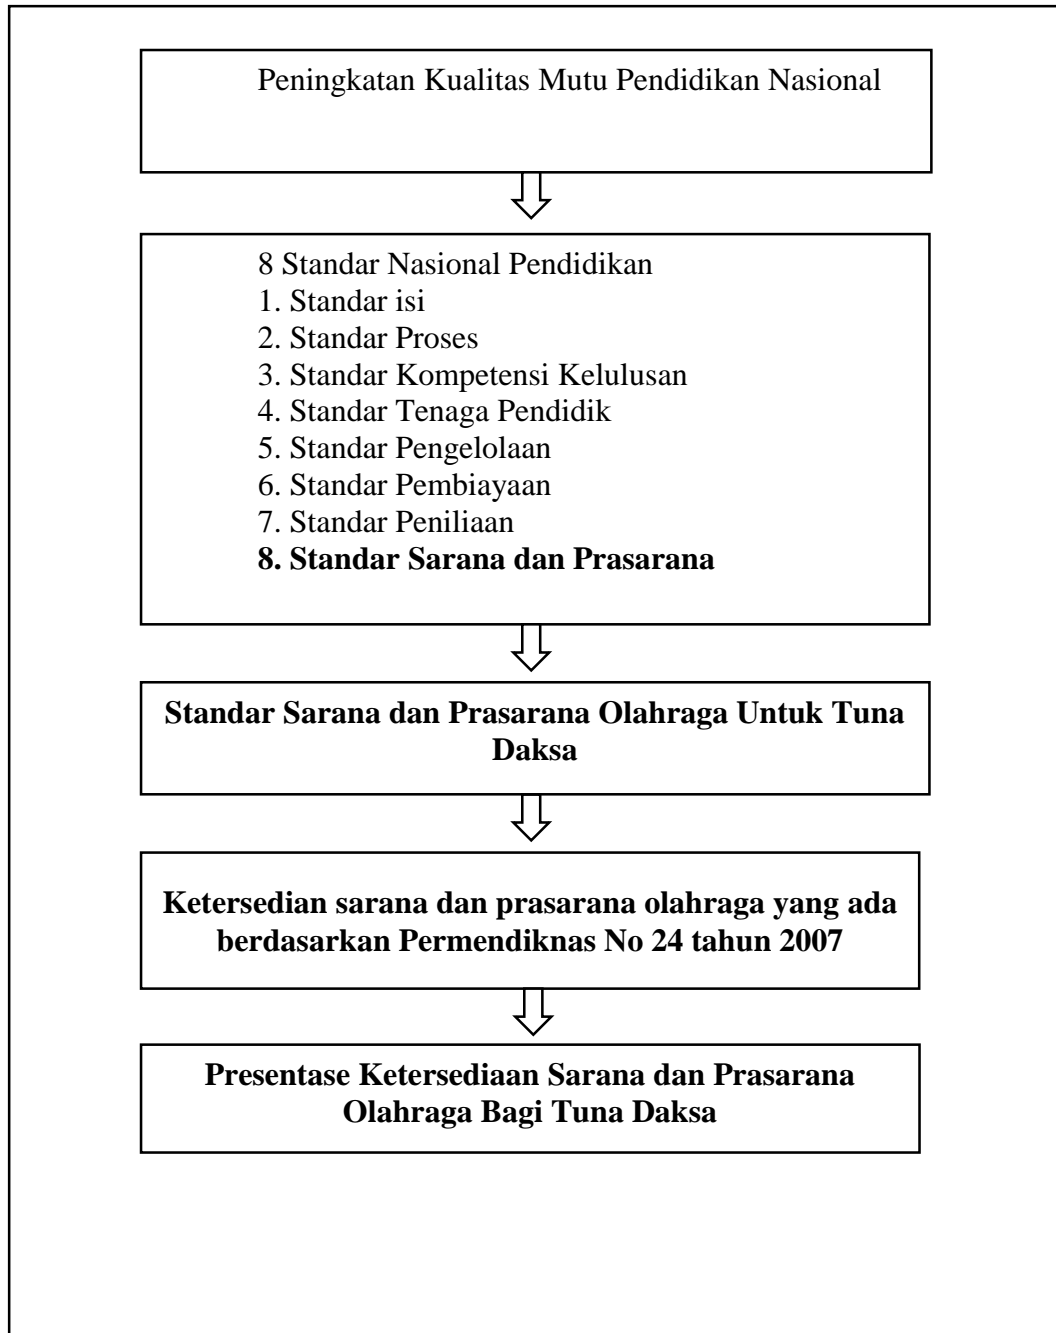 Peningkatan Kualitas Mutu Pendidikan Nasional
8 Standar Nasional Pendidikan
1. Standar isi
2. Standar Proses
3. Standar Kompetensi Kelulusan
4. Standar Tenaga Pendidik
5. Standar Pengelolaan
6. Standar Pembiayaan
7. Standar Peniliaan
8. Standar Sarana dan Prasarana
Standar Sarana dan Prasarana Olahraga Untuk Tuna
Daksa
Ketersedian sarana dan prasarana olahraga yang ada
berdasarkan Permendiknas No 24 tahun 2007
Presentase Ketersediaan Sarana dan Prasarana
Olahraga Bagi Tuna Daksa